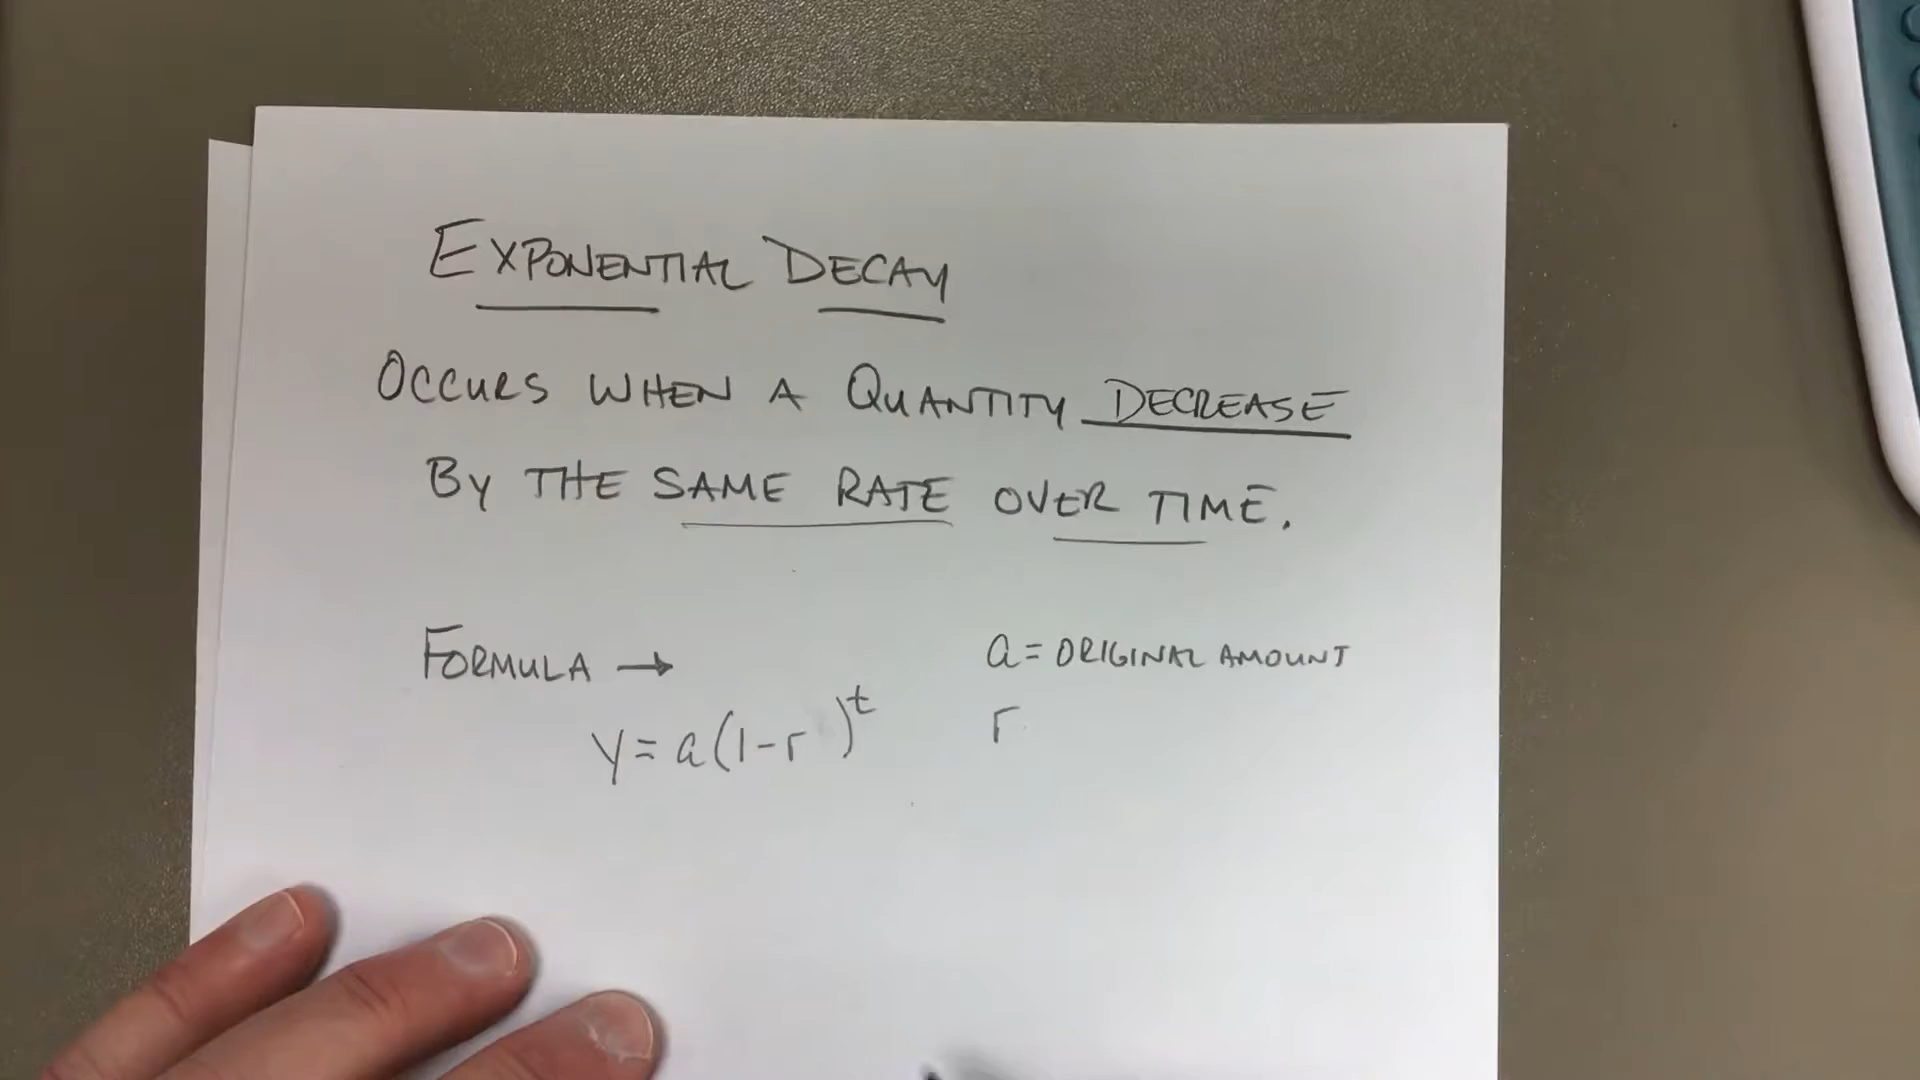 EXPONENTIAL DECAY
OCCURS WHEN A QUANTITY DECREASE
BY THE SAME RATE OVER TIME.
FORMULA →
a = ORIGINAL AMOUNT
y = a(1-r)^t
r